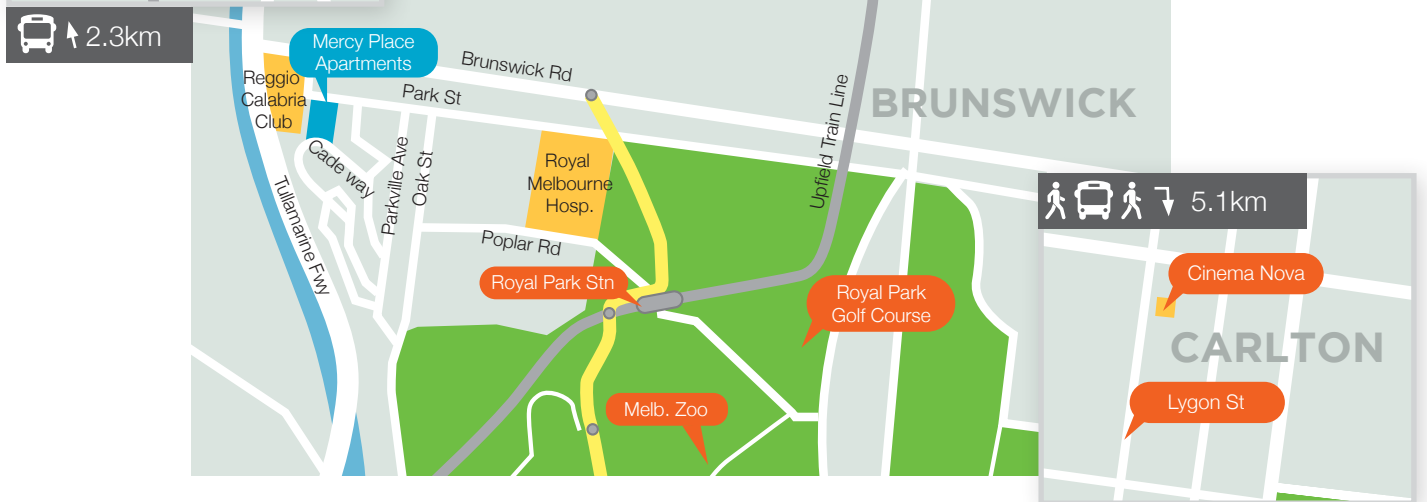 2.3km
Mercy Place
Apartments
Brunswick Rd
Reggio
Calabria
Club
Park St
BRUNSWICK
Upfield Train Line
Cade way
Parkville Ave
Oak St
Royal
Melbourne
Hosp.
Tullamarine Fwy
Poplar Rd
Royal Park Stn
Royal Park
Golf Course
Melb. Zoo
5.1km
Cinema Nova
CARLTON
Lygon St